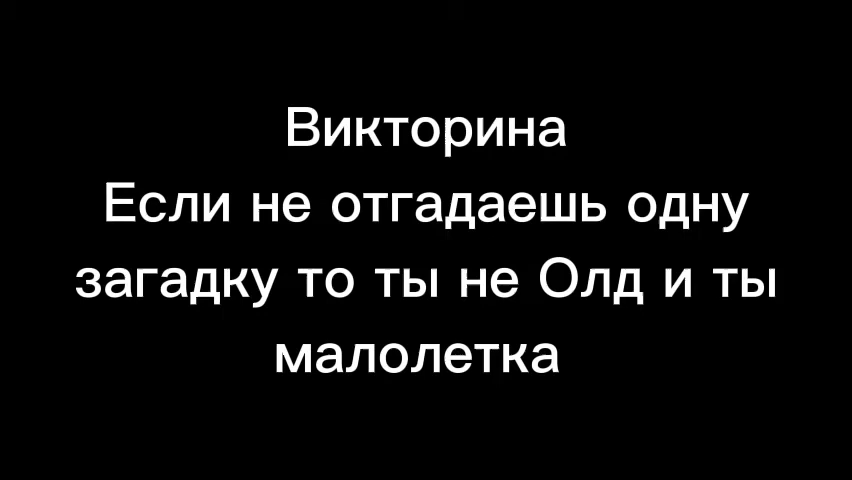 Викторина
Если не отгадаешь одну
загадку то ты не Олд и ты
малолетка